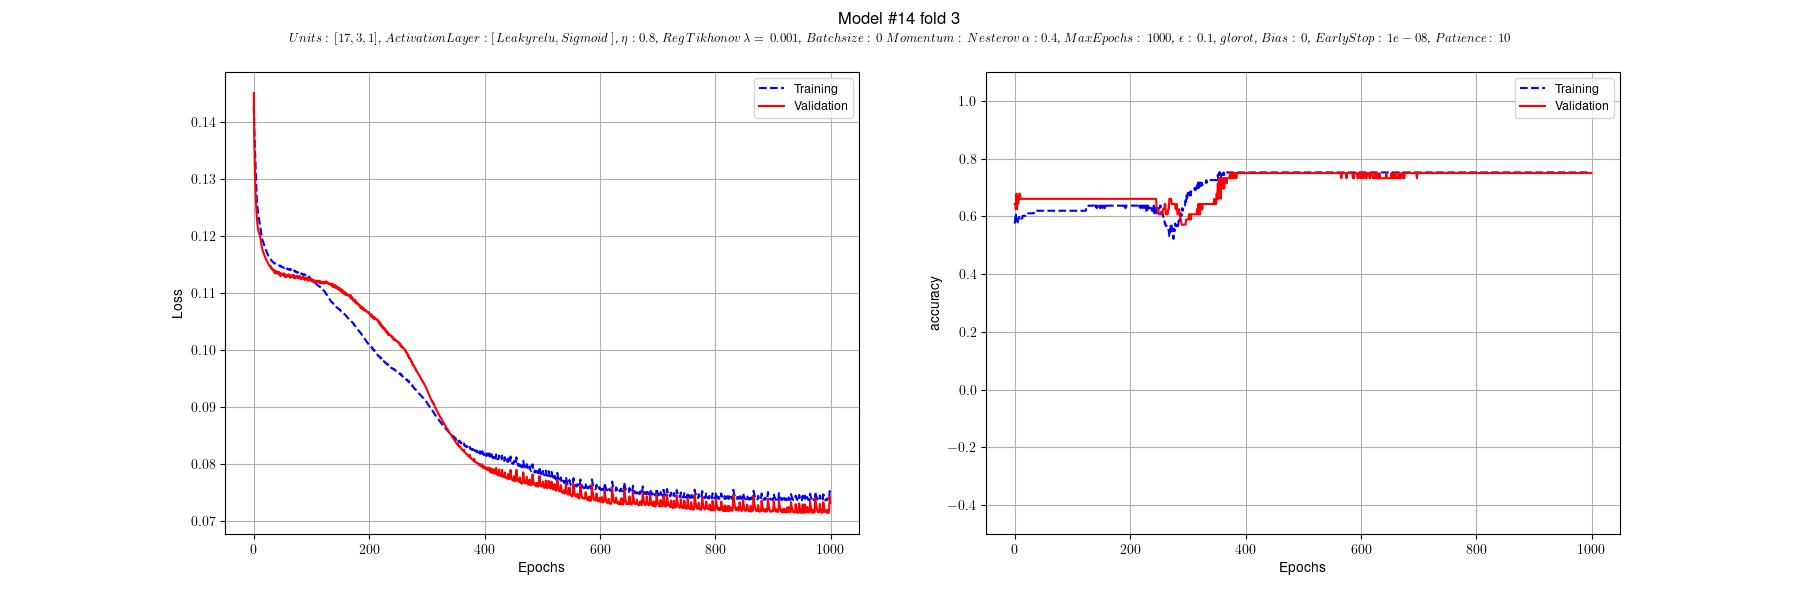 Model #14 fold 3
Units : [17, 3, 1], ActivationLayer : [Leakyrelu, Sigmoid], η : 0.8, RegTikhonov λ = 0.001, Batchsize : 0 Momentum : Nesterov α : 0.4, MaxEpochs : 1000, ϵ : 0.1, glorot, Bias : 0, EarlyStop : 1e − 08, Patience : 10
Training
Validation
0.14
0.13
0.12
0.11
0.10
0.09
0.08
0.07
Loss
0 200 400 600 800 1000
Epochs
Training
Validation
1.0
0.8
0.6
0.4
0.2
0.0
−0.2
−0.4
accuracy
0 200 400 600 800 1000
Epochs